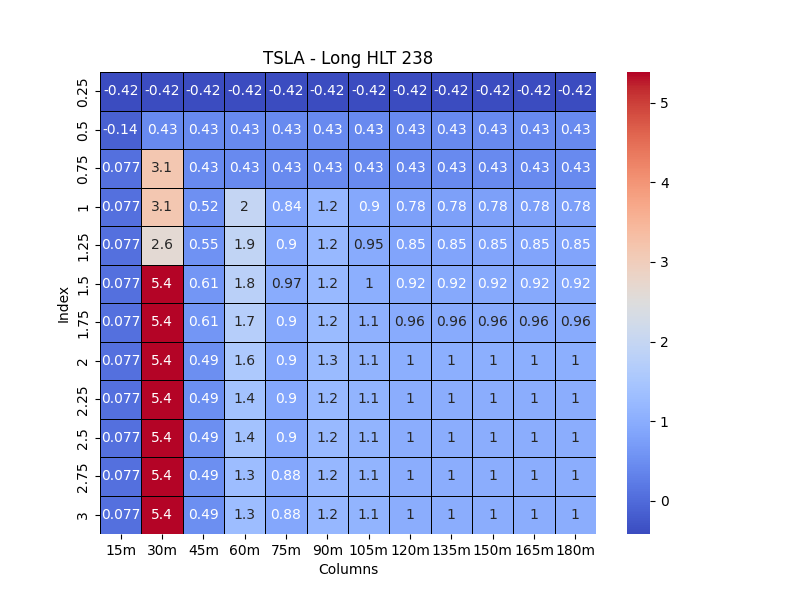 TSLA - Long HLT 238
0.25 -0.42 -0.42 -0.42 -0.42 -0.42 -0.42 -0.42 -0.42 -0.42 -0.42 -0.42 -0.42
0.5 -0.14 0.43 0.43 0.43 0.43 0.43 0.43 0.43 0.43 0.43 0.43 0.43
0.75 0.077 3.1 0.43 0.43 0.43 0.43 0.43 0.43 0.43 0.43 0.43 0.43
1 0.077 3.1 0.52 2 0.84 1.2 0.9 0.78 0.78 0.78 0.78 0.78
1.25 0.077 2.6 0.55 1.9 0.9 1.2 0.95 0.85 0.85 0.85 0.85 0.85
1.5 0.077 5.4 0.61 1.8 0.97 1.2 1 0.92 0.92 0.92 0.92 0.92
1.75 0.077 5.4 0.61 1.7 0.9 1.2 1.1 0.96 0.96 0.96 0.96 0.96
2 0.077 5.4 0.49 1.6 0.9 1.3 1.1 1 1 1 1 1
2.25 0.077 5.4 0.49 1.4 0.9 1.2 1.1 1 1 1 1 1
2.5 0.077 5.4 0.49 1.4 0.9 1.2 1.1 1 1 1 1 1
2.75 0.077 5.4 0.49 1.3 0.88 1.2 1.1 1 1 1 1 1
3 0.077 5.4 0.49 1.3 0.88 1.2 1.1 1 1 1 1 1
15m 30m 45m 60m 75m 90m 105m 120m 135m 150m 165m 180m
Columns
Index
5
4
3
2
1
0